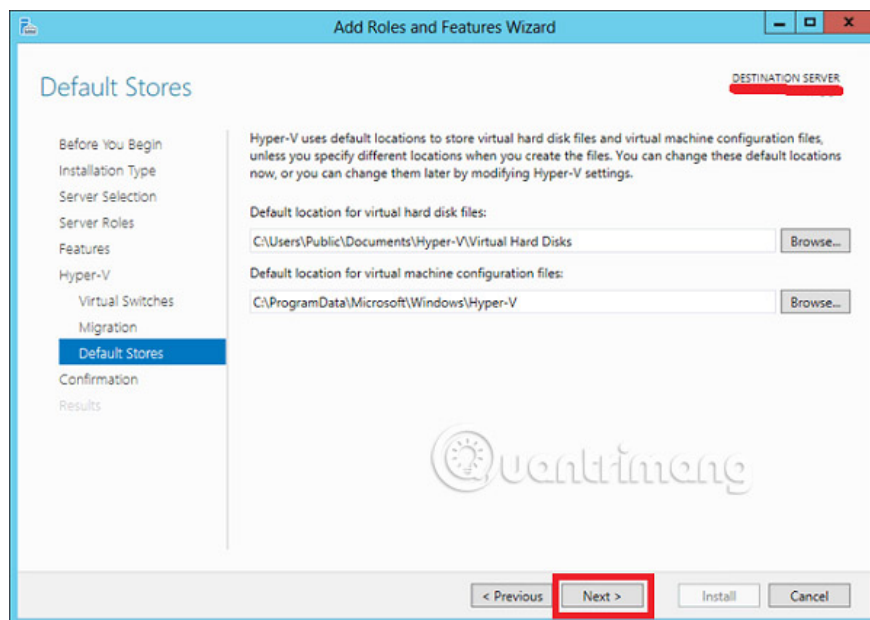 Add Roles and Features Wizard
Default Stores
DESTINATION SERVER
Before You Begin
Installation Type
Server Selection
Server Roles
Features
Hyper-V
Virtual Switches
Migration
Default Stores
Confirmation
Results
Hyper-V uses default locations to store virtual hard disk files and virtual machine configuration files,
unless you specify different locations when you create the files. You can change these default locations
now, or you can change them later by modifying Hyper-V settings.
Default location for virtual hard disk files:
C:\Users\Public\Documents\Hyper-V\Virtual Hard Disks
Browse...
Default location for virtual machine configuration files:
C:\ProgramData\Microsoft\Windows\Hyper-V
Browse...
Quantrimang
< Previous
Next >
Install
Cancel